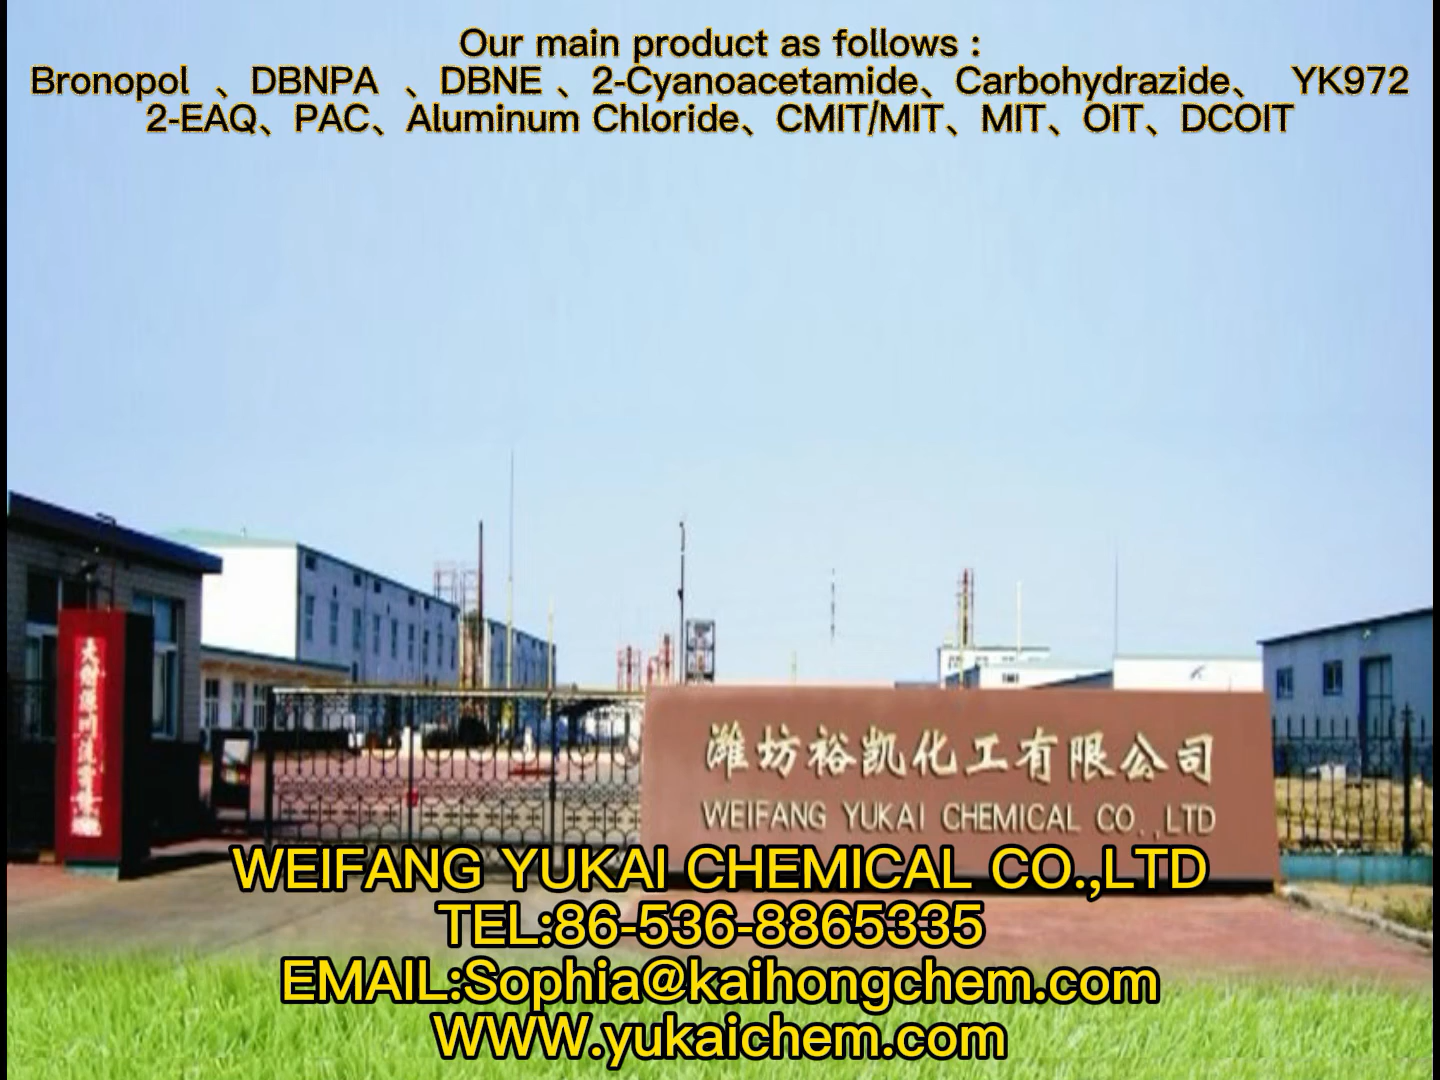 Our main product as follows :
Bronopol 、DBNPA 、DBNE 、2-Cyanoacetamide、Carbohydrazide、 YK972
2-EAQ、PAC、Aluminum Chloride、CMIT/MIT、MIT、OIT、DCOIT
潍坊裕凯化工有限公司
WEIFANG YUKAI CHEMICAL CO.,LTD
WEIFANG YUKAI CHEMICAL CO.,LTD
TEL:86-536-8865335
EMAIL:Sophia@kaihongchem.com
WWW.yukaichem.com